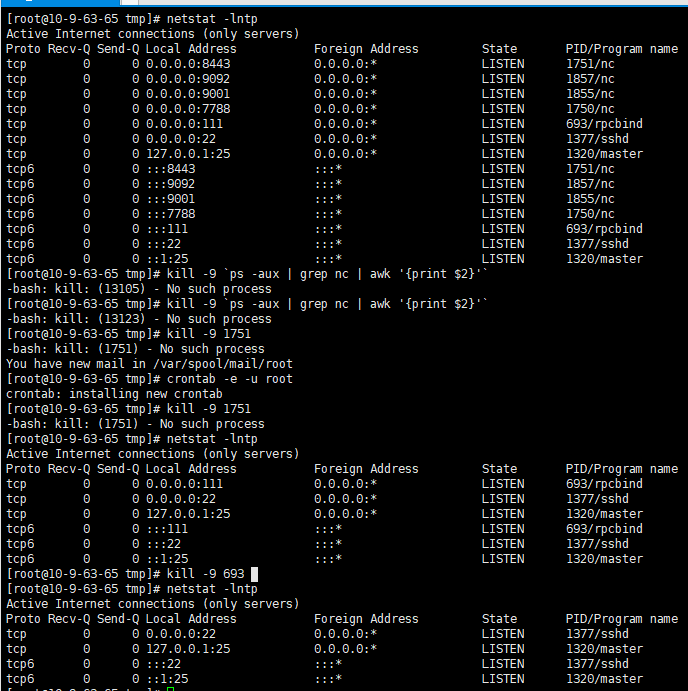 [root@10-9-63-65 tmp]# netstat -lntp
Active Internet connections (only servers)
Proto Recv-Q Send-Q Local Address           Foreign Address         State       PID/Program name
tcp        0      0 0.0.0.0:8443            0.0.0.0:*               LISTEN      1751/nc
tcp        0      0 0.0.0.0:9092            0.0.0.0:*               LISTEN      1857/nc
tcp        0      0 0.0.0.0:9001            0.0.0.0:*               LISTEN      1855/nc
tcp        0      0 0.0.0.0:7788            0.0.0.0:*               LISTEN      1750/nc
tcp        0      0 0.0.0.0:111             0.0.0.0:*               LISTEN      693/rpcbind
tcp        0      0 0.0.0.0:22              0.0.0.0:*               LISTEN      1377/sshd
tcp        0      0 127.0.0.1:25            0.0.0.0:*               LISTEN      1320/master
tcp6       0      0 :::8443                 :::*                    LISTEN      1751/nc
tcp6       0      0 :::9092                 :::*                    LISTEN      1857/nc
tcp6       0      0 :::9001                 :::*                    LISTEN      1855/nc
tcp6       0      0 :::7788                 :::*                    LISTEN      1750/nc
tcp6       0      0 :::111                  :::*                    LISTEN      693/rpcbind
tcp6       0      0 :::22                   :::*                    LISTEN      1377/sshd
tcp6       0      0 ::1:25                  :::*                    LISTEN      1320/master
[root@10-9-63-65 tmp]# kill -9 `ps -aux | grep nc | awk '{print $2}'`
-bash: kill: (13105) - No such process
[root@10-9-63-65 tmp]# kill -9 `ps -aux | grep nc | awk '{print $2}'`
-bash: kill: (13123) - No such process
[root@10-9-63-65 tmp]# kill -9 1751
-bash: kill: (1751) - No such process
You have new mail in /var/spool/mail/root
[root@10-9-63-65 tmp]# crontab -e -u root
crontab: installing new crontab
[root@10-9-63-65 tmp]# kill -9 1751
-bash: kill: (1751) - No such process
[root@10-9-63-65 tmp]# netstat -lntp
Active Internet connections (only servers)
Proto Recv-Q Send-Q Local Address           Foreign Address         State       PID/Program name
tcp        0      0 0.0.0.0:111             0.0.0.0:*               LISTEN      693/rpcbind
tcp        0      0 0.0.0.0:22              0.0.0.0:*               LISTEN      1377/sshd
tcp        0      0 127.0.0.1:25            0.0.0.0:*               LISTEN      1320/master
tcp6       0      0 :::111                  :::*                    LISTEN      693/rpcbind
tcp6       0      0 :::22                   :::*                    LISTEN      1377/sshd
tcp6       0      0 ::1:25                  :::*                    LISTEN      1320/master
[root@10-9-63-65 tmp]# kill -9 693
[root@10-9-63-65 tmp]# netstat -lntp
Active Internet connections (only servers)
Proto Recv-Q Send-Q Local Address           Foreign Address         State       PID/Program name
tcp        0      0 0.0.0.0:22              0.0.0.0:*               LISTEN      1377/sshd
tcp        0      0 127.0.0.1:25            0.0.0.0:*               LISTEN      1320/master
tcp6       0      0 :::22                   :::*                    LISTEN      1377/sshd
tcp6       0      0 ::1:25                  :::*                    LISTEN      1320/master
[root@10-9-63-65 tmp]#